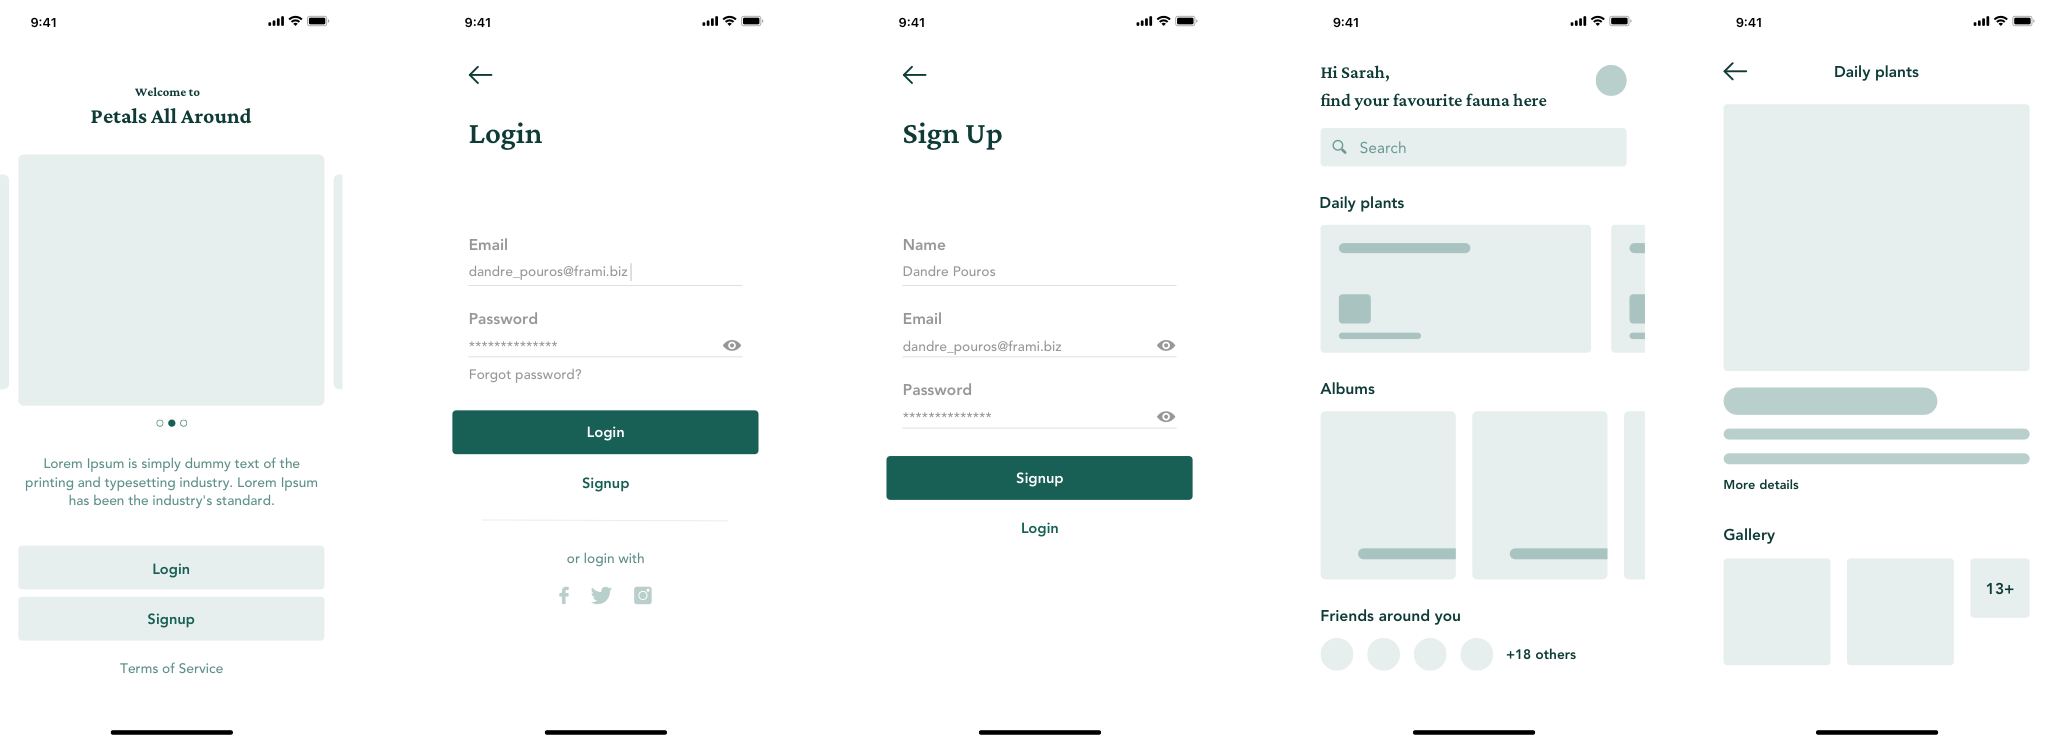 9:41
Welcome to
Petals All Around
Lorem Ipsum is simply dummy text of the
printing and typesetting industry. Lorem Ipsum
has been the industry's standard.
Login
Signup
Terms of Service
9:41
Login
Email
dandre_pouros@frami.biz
Password
**************
Forgot password?
Login
Signup
or login with
9:41
Sign Up
Name
Dandre Pouros
Email
dandre_pouros@frami.biz
Password
**************
Signup
Login
9:41
Hi Sarah,
find your favourite fauna here
Search
Daily plants
Albums
Friends around you
+18 others
9:41
Daily plants
More details
Gallery
13+